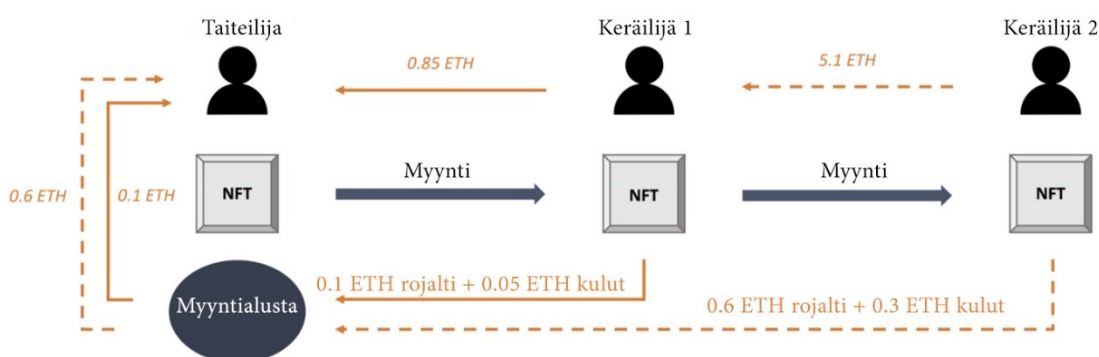 Taiteilija
Keräilijä 1
Keräilijä 2
0.85 ETH
5.1 ETH
Myynti
Myynti
0.6 ETH
0.1 ETH
NFT
NFT
NFT
0.1 ETH rojalti + 0.05 ETH kulut
Myyntialusta
0.6 ETH rojalti + 0.3 ETH kulut